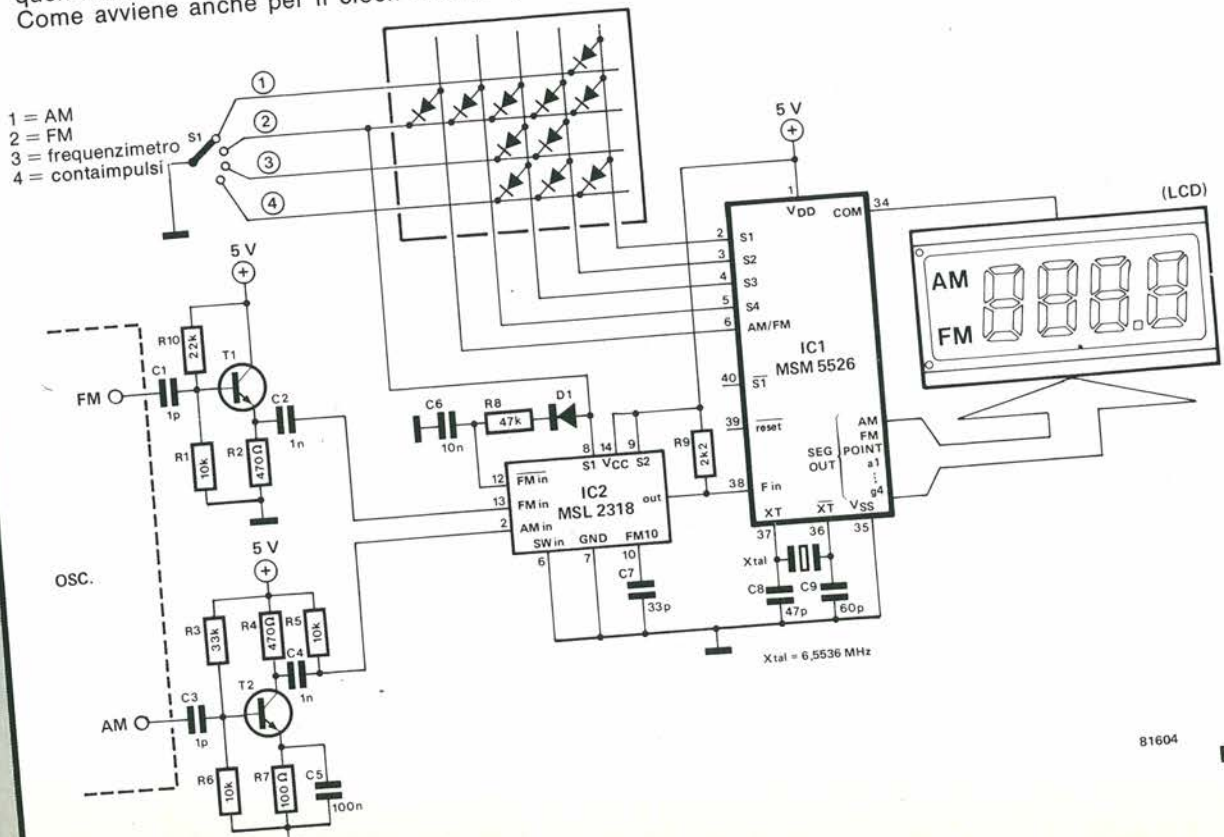 Come avviene anche per il
1 = AM
2 = FM
3 = frequenzimetro
4 = contaimpulsi
S1
1
2
3
4
5 V
R10
22k
T1
C1
FM
1p
C2
1n
R1
10k
R2
470Ω
5 V
OSC.
R3
33k
R4
470Ω
R5
10k
C4
1n
T2
C3
AM
1p
R6
10k
R7
100Ω
C5
100n
C6
10n
R8
47k
D1
8
14
9
S1
VCC
S2
12
FM in
13
FM in
2
AM in
SW in
6
IC2
MSL 2318
out
GND
7
FM10
10
C7
33p
R9
2k2
5 V
1
VDD
COM
34
2
S1
3
S2
4
S3
5
S4
6
AM/FM
IC1
MSM 5526
40
S1
39
reset
38
F in
SEG OUT
AM
FM
POINT
a1
g4
XT
37
XT
36
VSS
35
Xtal
C8
47p
C9
60p
Xtal = 6,5536 MHz
(LCD)
AM
FM
888.8
81604